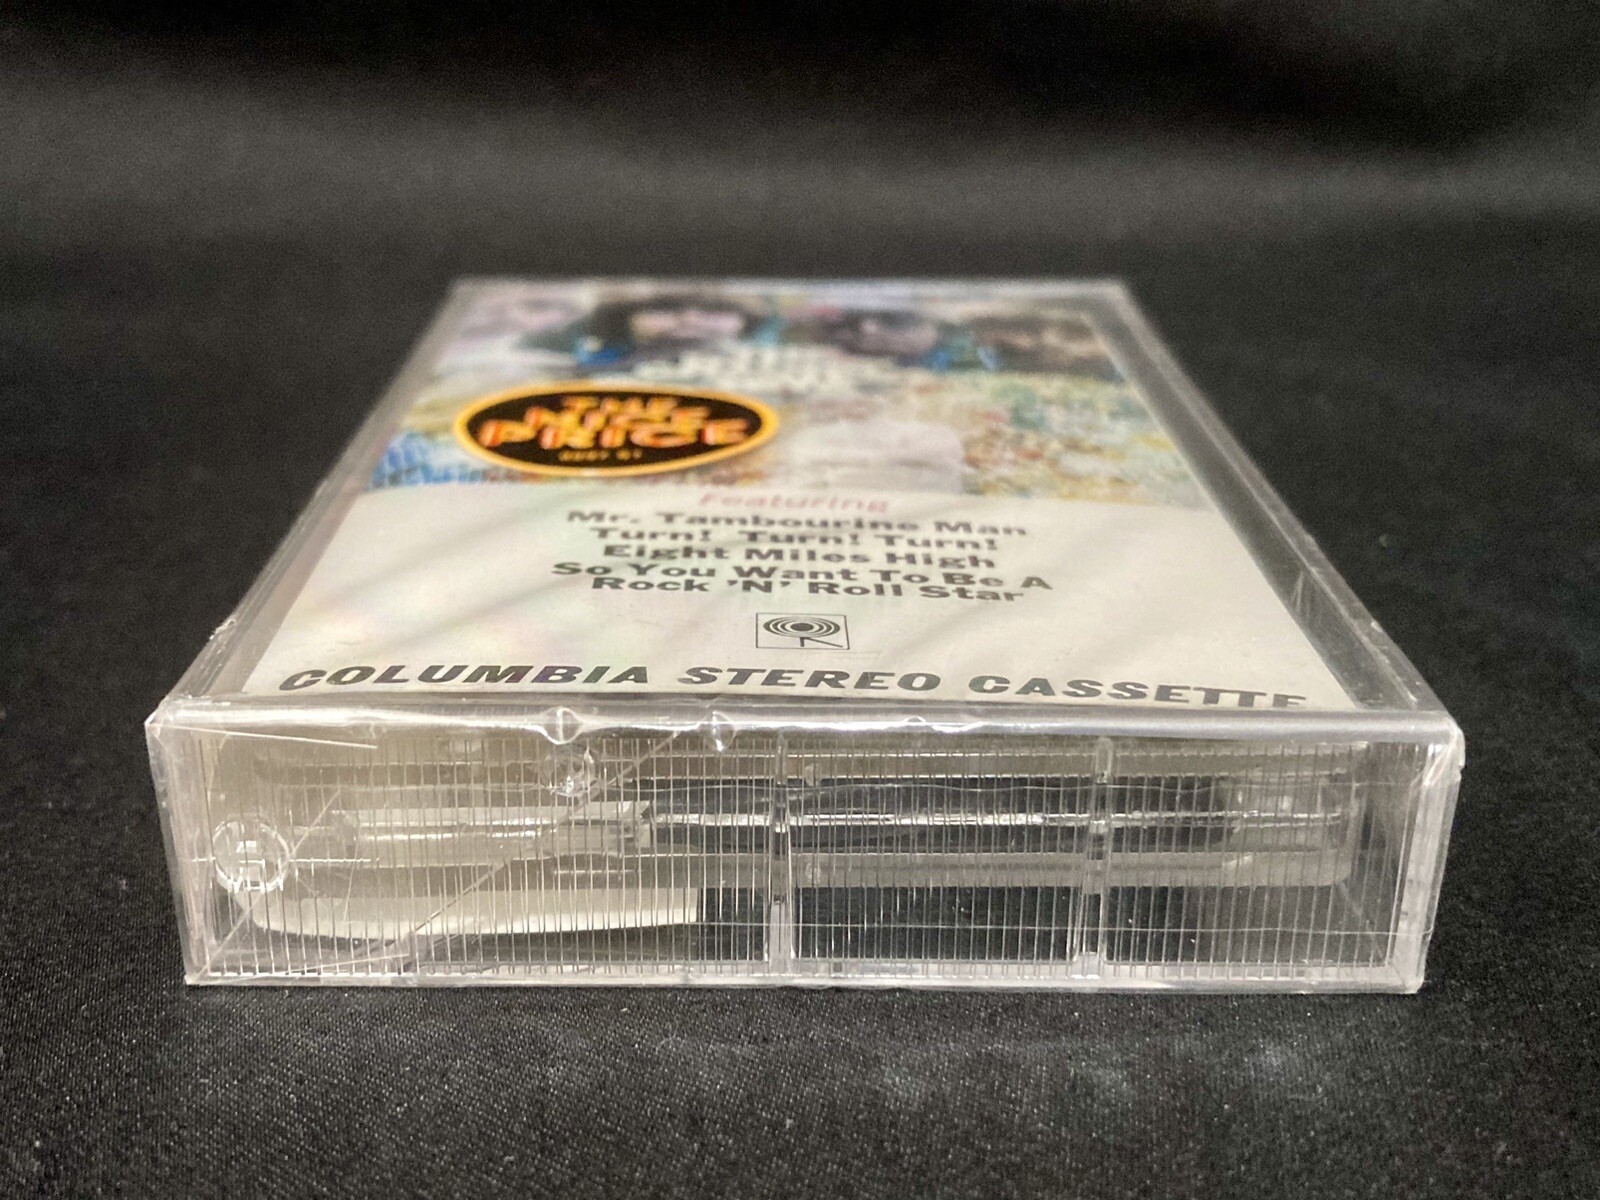 THE
NICE
PRICE
Featuring
Mr. Tambourine Man
Turn! Turn! Turn!
Eight Miles High
So You Want To Be A
Rock 'N' Roll Star
COLUMBIA STEREO CASSETTE